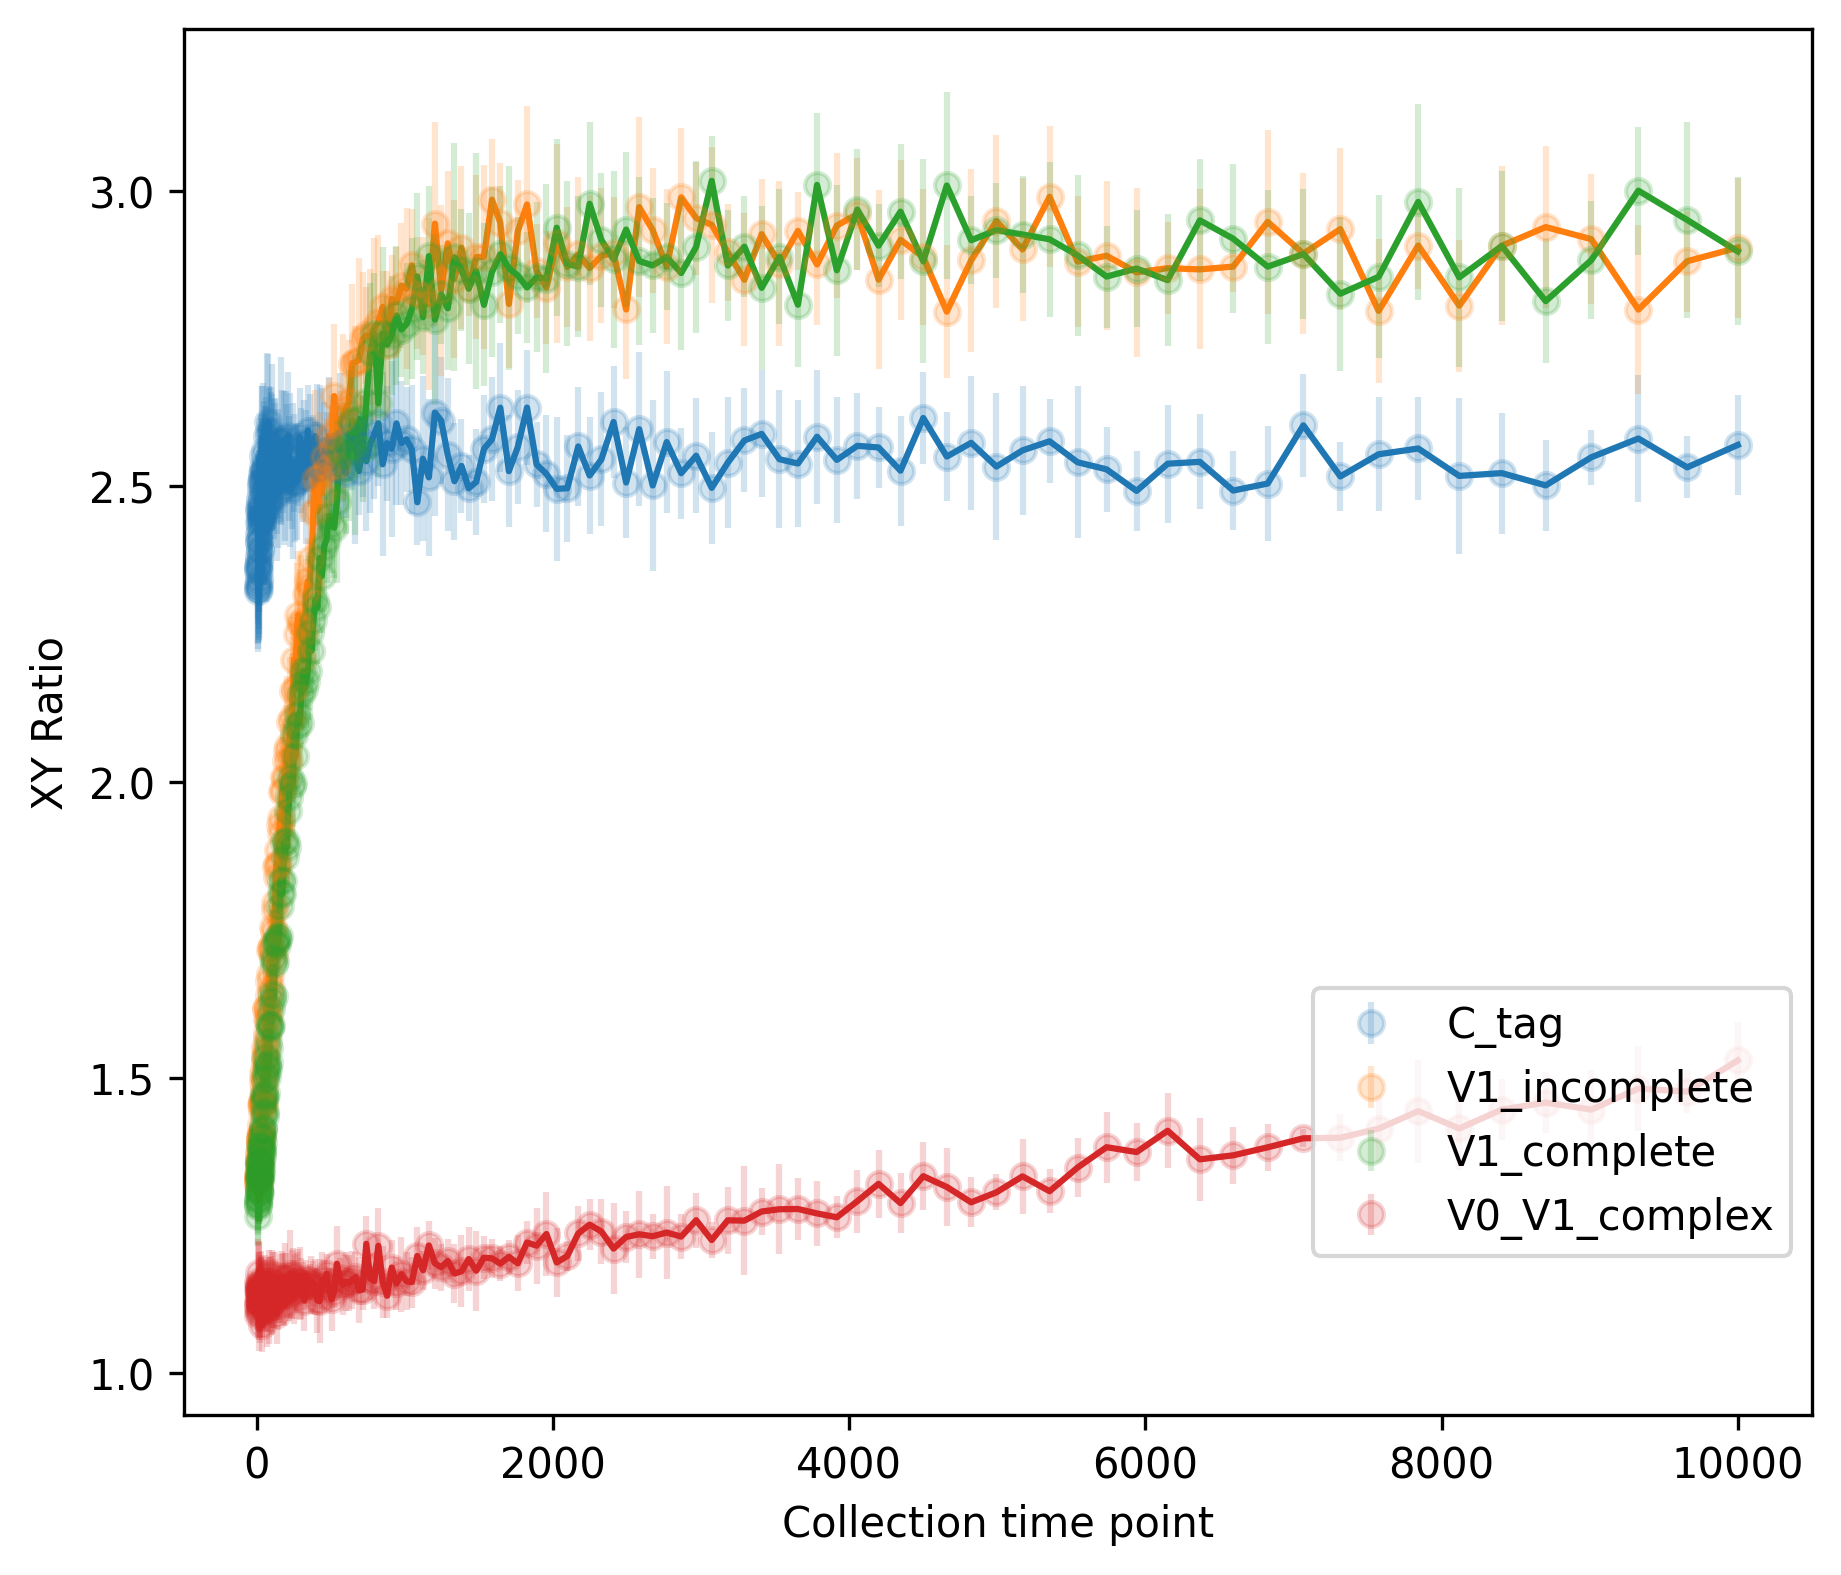 3.0
2.5
2.0
1.5
1.0
XY Ratio
C_tag
V1_incomplete
V1_complete
V0_V1_complex
0 2000 4000 6000 8000 10000
Collection time point